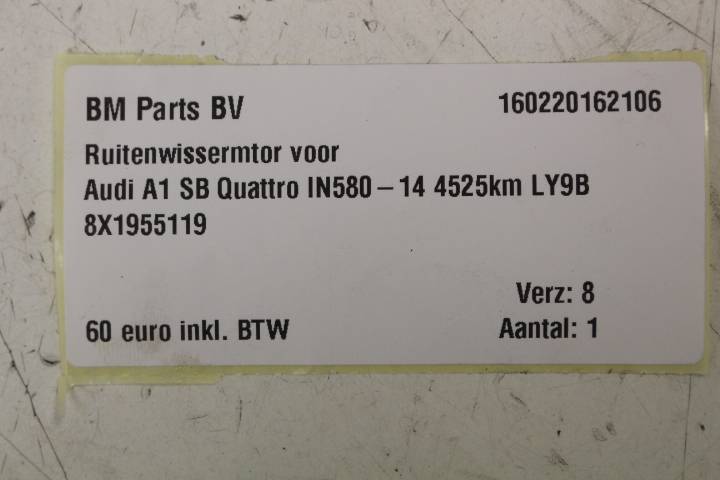 BM Parts BV 160220162106
Ruitenwissermtor voor
Audi A1 SB Quattro IN580 – 14 4525km LY9B
8X1955119
Verz: 8
60 euro inkl. BTW Aantal: 1